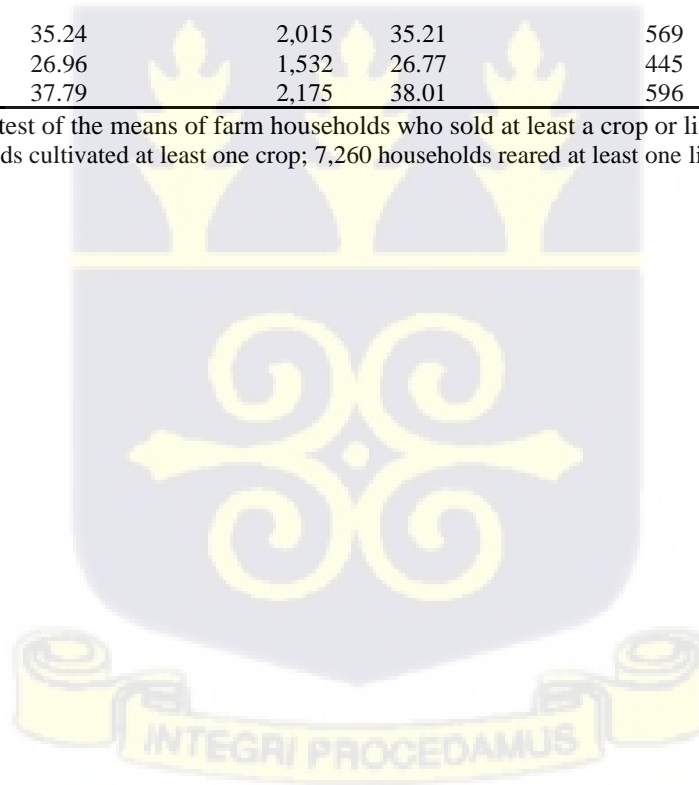 35.24 2,015 35.21 569
26.96 1,532 26.77 445
37.79 2,175 38.01 596
test of the means of farm households who sold at least a crop or li
ds cultivated at least one crop; 7,260 households reared at least one li
INTEGRI PROCEDAMUS